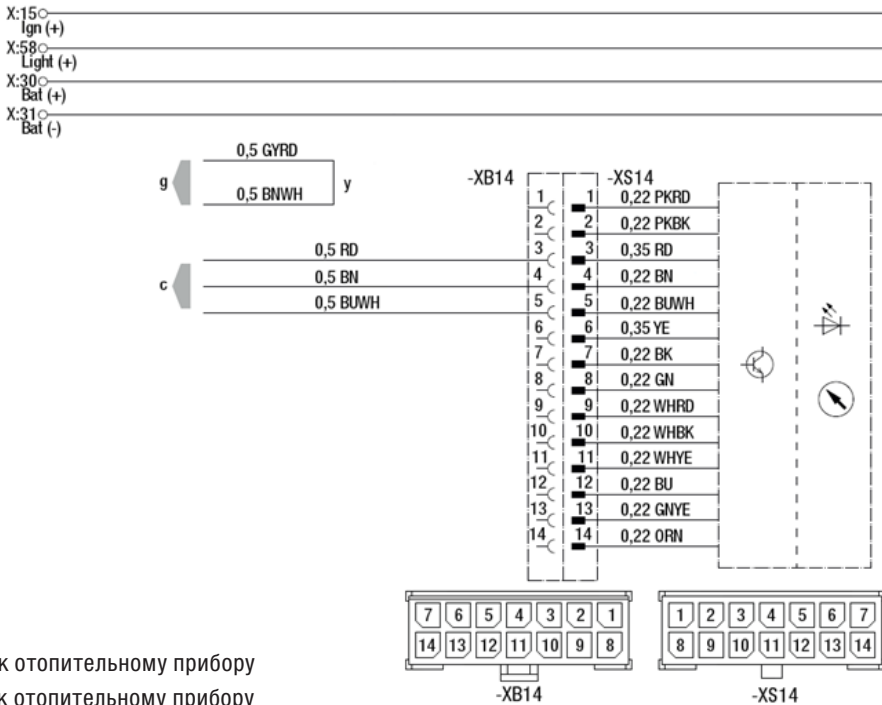 X:15
Ign (+)
X:58
Light (+)
X:30
Bat (+)
X:31
Bat (-)
0,5 GYRD
g
0,5 BNWH
y
-XB14
-XS14
1 1 0,22 PKRD
2 2 0,22 PKBK
0,5 RD 3 3 0,35 RD
c
0,5 BN 4 4 0,22 BN
0,5 BUWH 5 5 0,22 BUWH
6 6 0,35 YE
7 7 0,22 BK
8 8 0,22 GN
9 9 0,22 WHRD
10 10 0,22 WHBK
11 11 0,22 WHYE
12 12 0,22 BU
13 13 0,22 GNYE
14 14 0,22 ORN
7 6 5 4 3 2 1
14 13 12 11 10 9 8
-XB14
1 2 3 4 5 6 7
8 9 10 11 12 13 14
-XS14
к отопительному прибору
к отопительному прибору